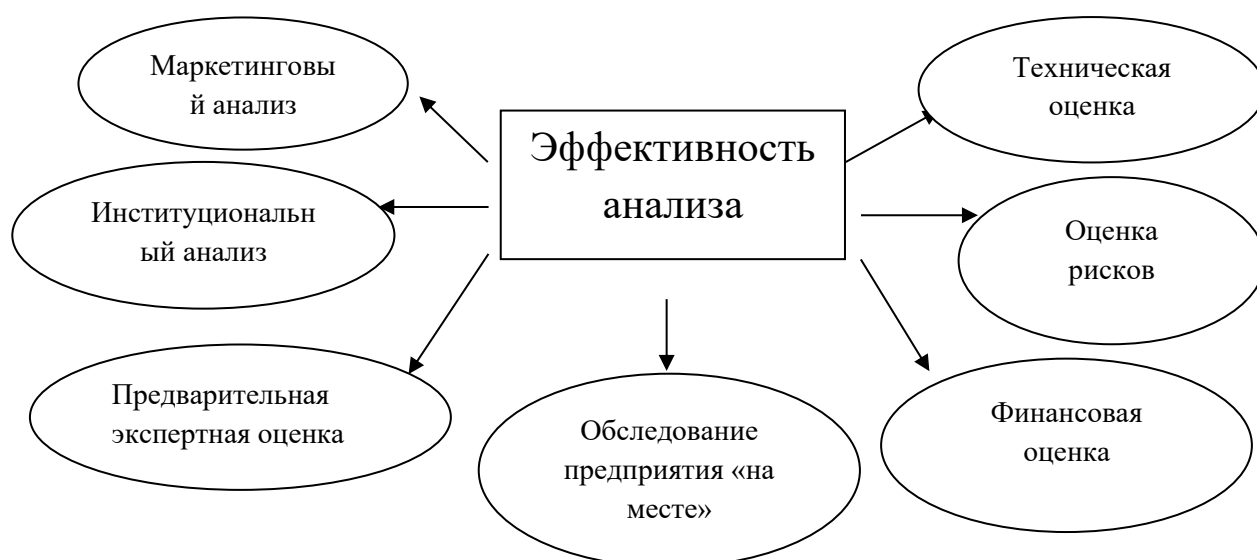 Маркетинговы
й анализ
Институциональн
ый анализ
Предварительная
экспертная оценка
Эффективность
анализа
Обследование
предприятия «на
месте»
Техническая
оценка
Оценка
рисков
Финансовая
оценка